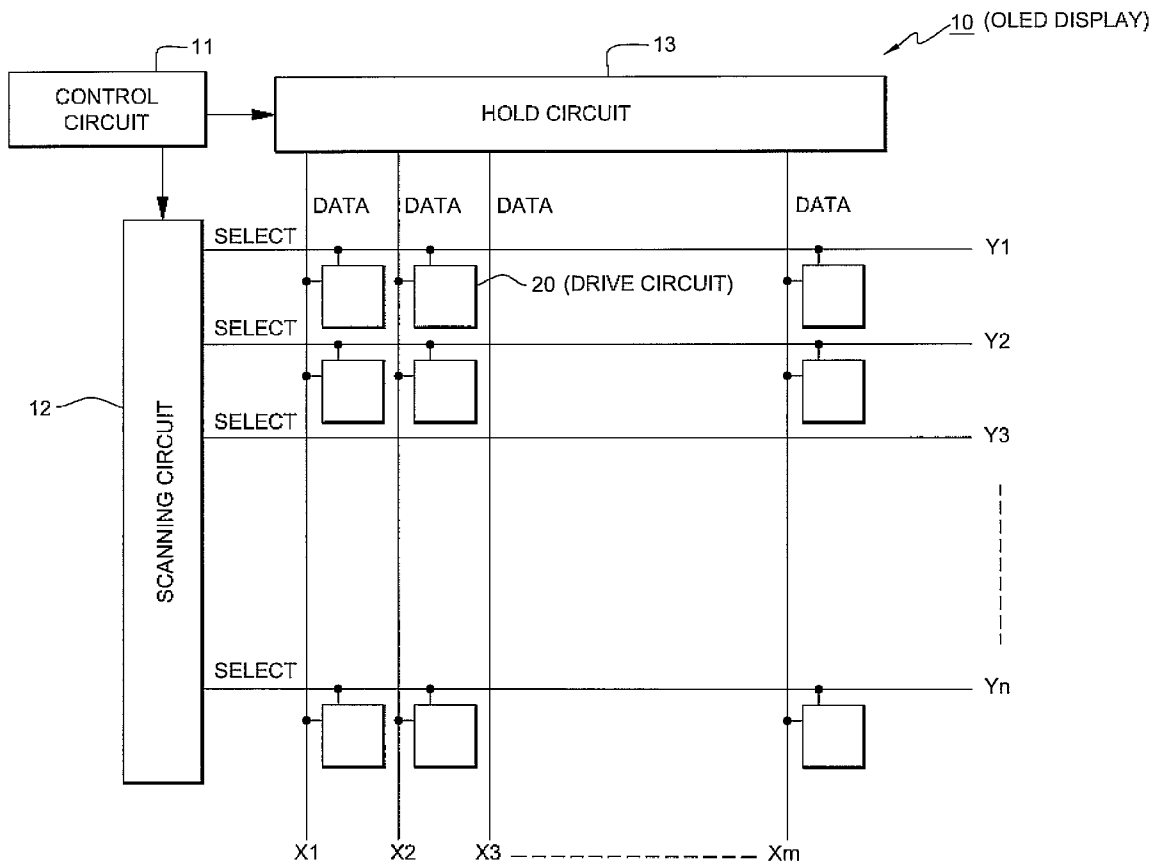 10 (OLED DISPLAY)
11
13
CONTROL
CIRCUIT
HOLD CIRCUIT
DATA DATA DATA DATA
SELECT
Y1
20 (DRIVE CIRCUIT)
SELECT
Y2
12
SELECT
Y3
SCANNING CIRCUIT
SELECT
Yn
X1 X2 X3 Xm